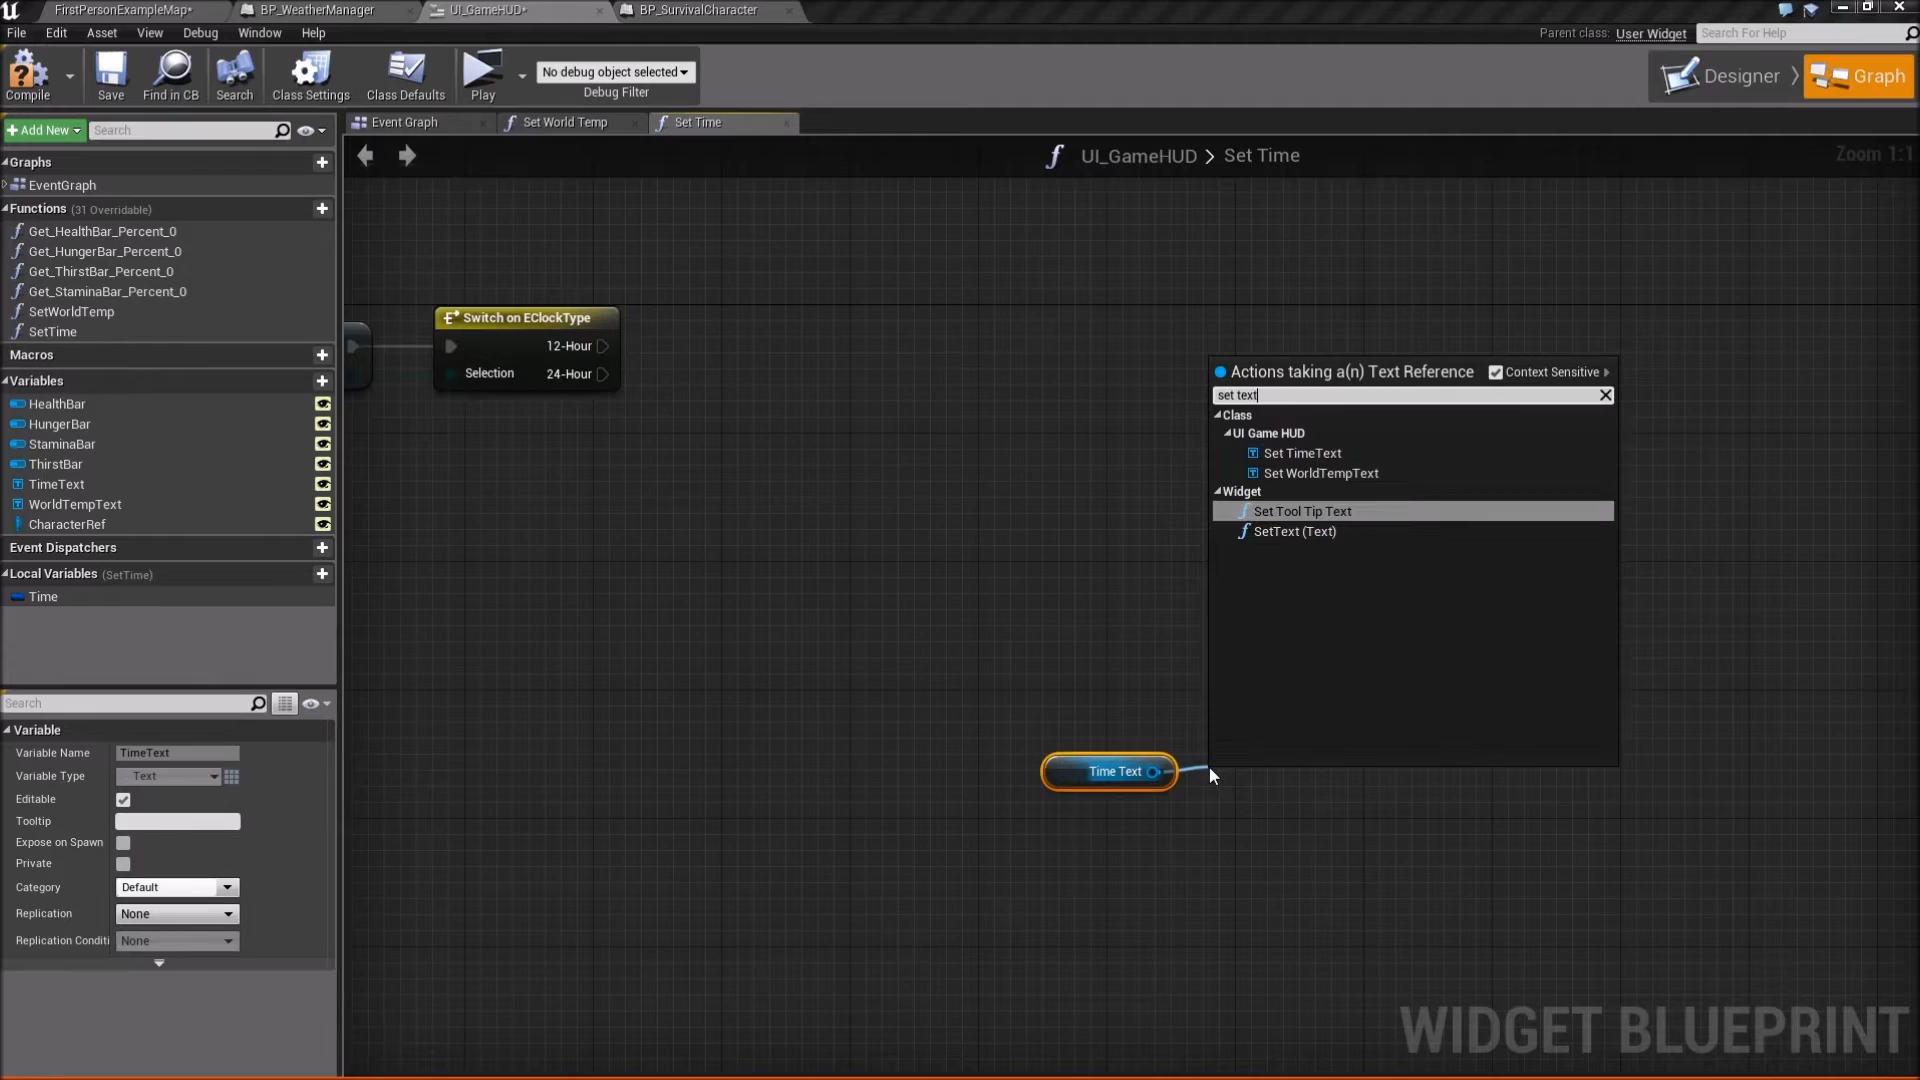 FirstPersonExampleMap*
BP_WeatherManager
UI_GameHUD*
BP_SurvivalCharacter
File
Edit
Asset
View
Debug
Window
Help
Parent class: User Widget
Search For Help
Compile
Save
Find in CB
Search
Class Settings
Class Defaults
Play
No debug object selected
Debug Filter
Designer
Graph
Add New
Search
Event Graph
Set World Temp
Set Time
UI_GameHUD > Set Time
Zoom 1:1
Graphs
EventGraph
Functions (31 Overridable)
Get_HealthBar_Percent_0
Get_HungerBar_Percent_0
Get_ThirstBar_Percent_0
Get_StaminaBar_Percent_0
SetWorldTemp
SetTime
Macros
Variables
HealthBar
HungerBar
StaminaBar
ThirstBar
TimeText
WorldTempText
CharacterRef
Event Dispatchers
Local Variables (SetTime)
Time
Search
Variable
Variable Name TimeText
Variable Type Text
Editable
Tooltip
Expose on Spawn
Private
Category Default
Replication None
Replication Conditi None
Switch on EClockType
12-Hour
Selection 24-Hour
Actions taking a(n) Text Reference
Context Sensitive
set text
Class
UI Game HUD
Set TimeText
Set WorldTempText
Widget
Set Tool Tip Text
SetText (Text)
Time Text
WIDGET BLUEPRINT